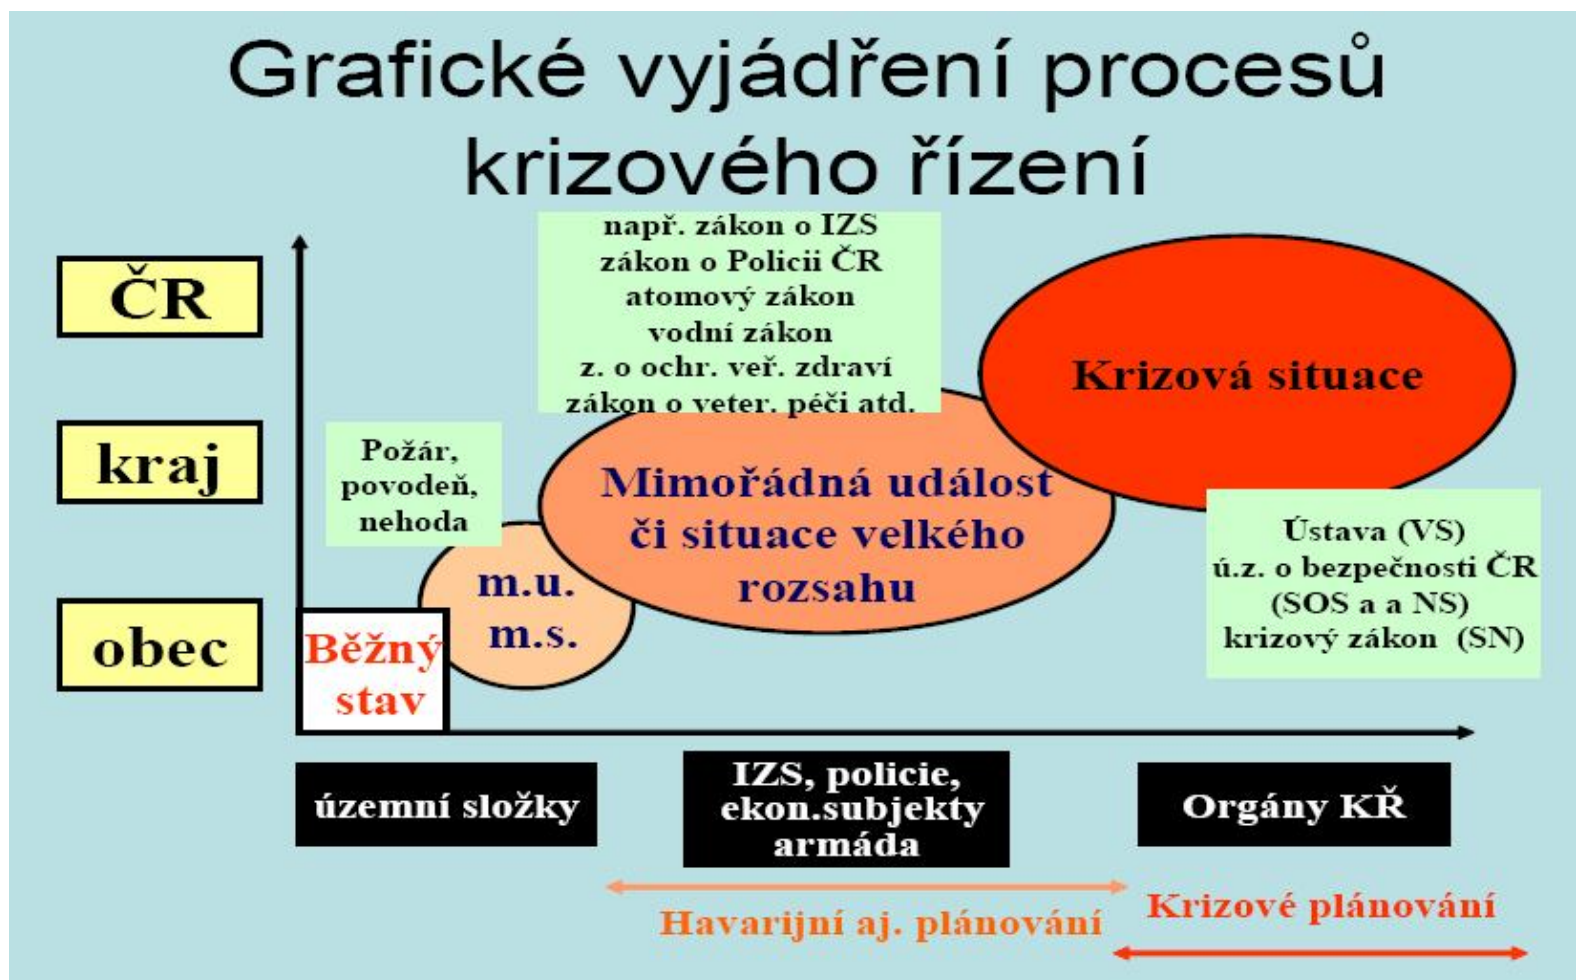 Grafické vyjádření procesů
krizového řízení
např. zákon o IZS
zákon o Policii ČR
atomový zákon
vodní zákon
z. o ochr. veř. zdraví
zákon o veter. péči atd.
ČR
Krizová situace
kraj
Požár,
povodeň,
nehoda
Mimořádná událost
či situace velkého
rozsahu
Ústava (VS)
ú.z. o bezpečnosti ČR
(SOS a a NS)
krizový zákon (SN)
m.u.
m.s.
obec
Běžný
stav
územní složky
IZS, policie,
ekon.subjekty
armáda
Orgány KŘ
Havarijní aj. plánování
Krizové plánování